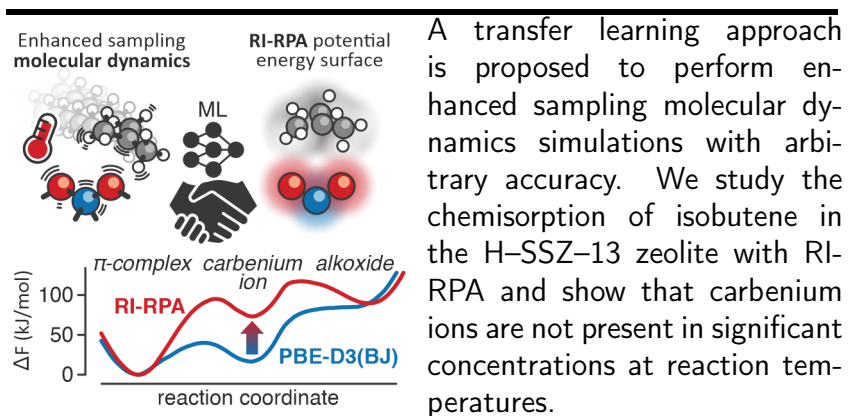 Enhanced sampling
molecular dynamics
RI-RPA potential
energy surface
ML
π-complex carbenium alkoxide
ion
ΔF (kJ/mol)
100
50
0
RI-RPA
PBE-D3(BJ)
reaction coordinate
A transfer learning approach
is proposed to perform en-
hanced sampling molecular dy-
namics simulations with arbi-
trary accuracy. We study the
chemisorption of isobutene in
the H–SSZ–13 zeolite with RI-
RPA and show that carbenium
ions are not present in significant
concentrations at reaction tem-
peratures.